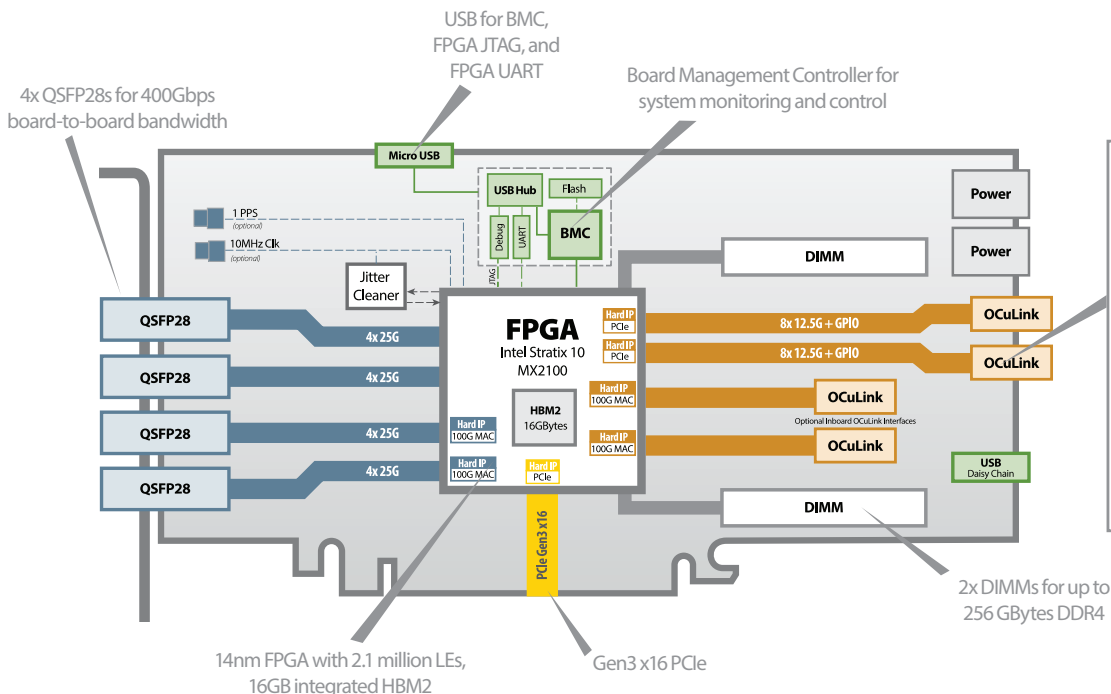 USB for BMC,
FPGA JTAG, and
FPGA UART
Board Management Controller for
system monitoring and control
4x QSFP28s for 400Gbps
board-to-board bandwidth
Micro USB
USB Hub
Flash
Debug
UART
BMC
JTAG
1 PPS
(optional)
10MHz Clk
(optional)
Jitter
Cleaner
Power
Power
DIMM
QSFP28
4x 25G
QSFP28
4x 25G
QSFP28
4x 25G
QSFP28
4x 25G
FPGA
Intel Stratix 10
MX2100
HBM2
16GBytes
Hard IP
PCIe
Hard IP
PCIe
Hard IP
100G MAC
Hard IP
100G MAC
Hard IP
100G MAC
Hard IP
100G MAC
Hard IP
PCIe
8x 12.5G + GPIO
OCuLink
8x 12.5G + GPIO
OCuLink
OCuLink
Optional Inboard OCuLink Interfaces
OCuLink
USB
Daisy Chain
DIMM
PCIe Gen3 x16
2x DIMMs for up to
256 GBytes DDR4
14nm FPGA with 2.1 million LEs,
16GB integrated HBM2
Gen3 x16 PCIe